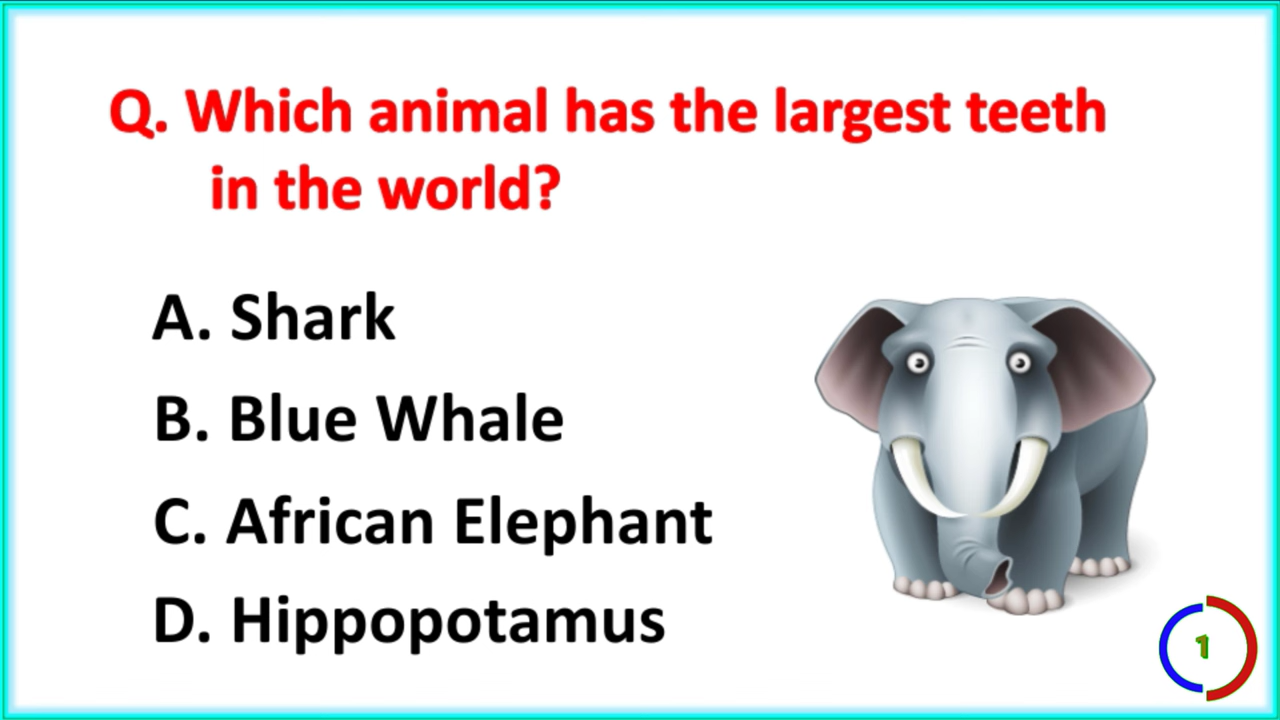 Q. Which animal has the largest teeth
in the world?
A. Shark
B. Blue Whale
C. African Elephant
D. Hippopotamus
1